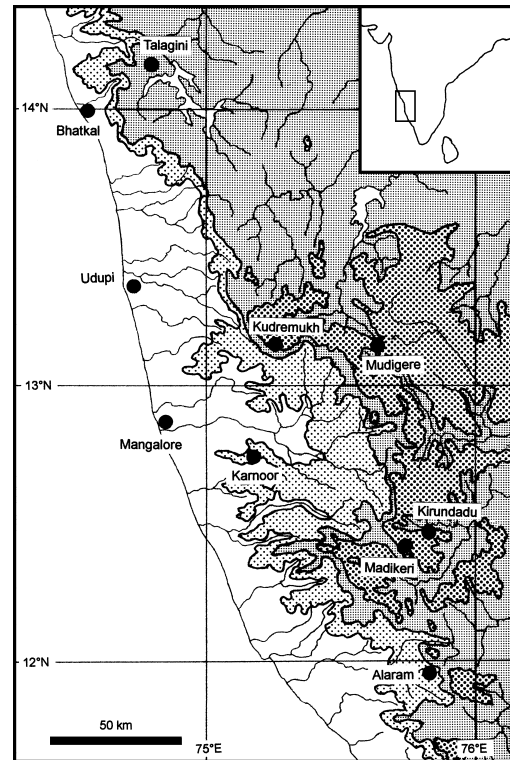 Talagini
14°N
Bhatkal
Udupi
Kudremukh
Mudigere
13°N
Mangalore
Karnoor
Kirundadu
Madikeri
12°N
Alaram
50 km
75°E
76°E